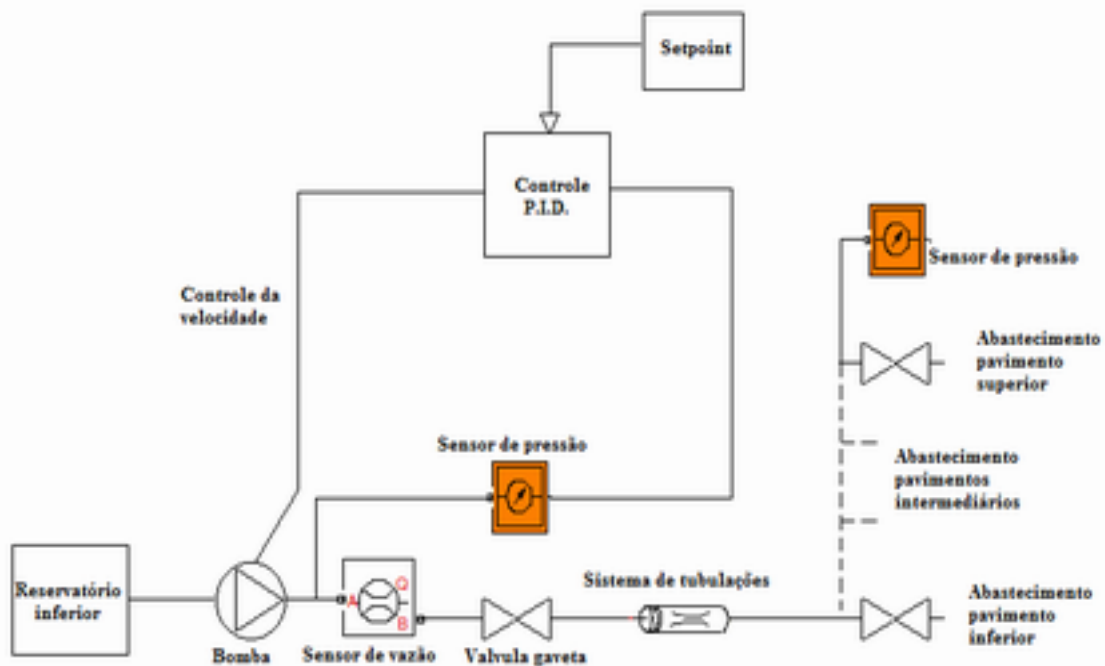 Setpoint
Controle
P.I.D.
Sensor de pressão
Controle da
velocidade
Abastecimento
pavimento
superior
Sensor de pressão
Abastecimento
pavimentos
intermediários
Reservatório
inferior
A
Q
B
Sistema de tubulações
Abastecimento
pavimento
inferior
Bomba
Sensor de vazão
Valvula gaveta